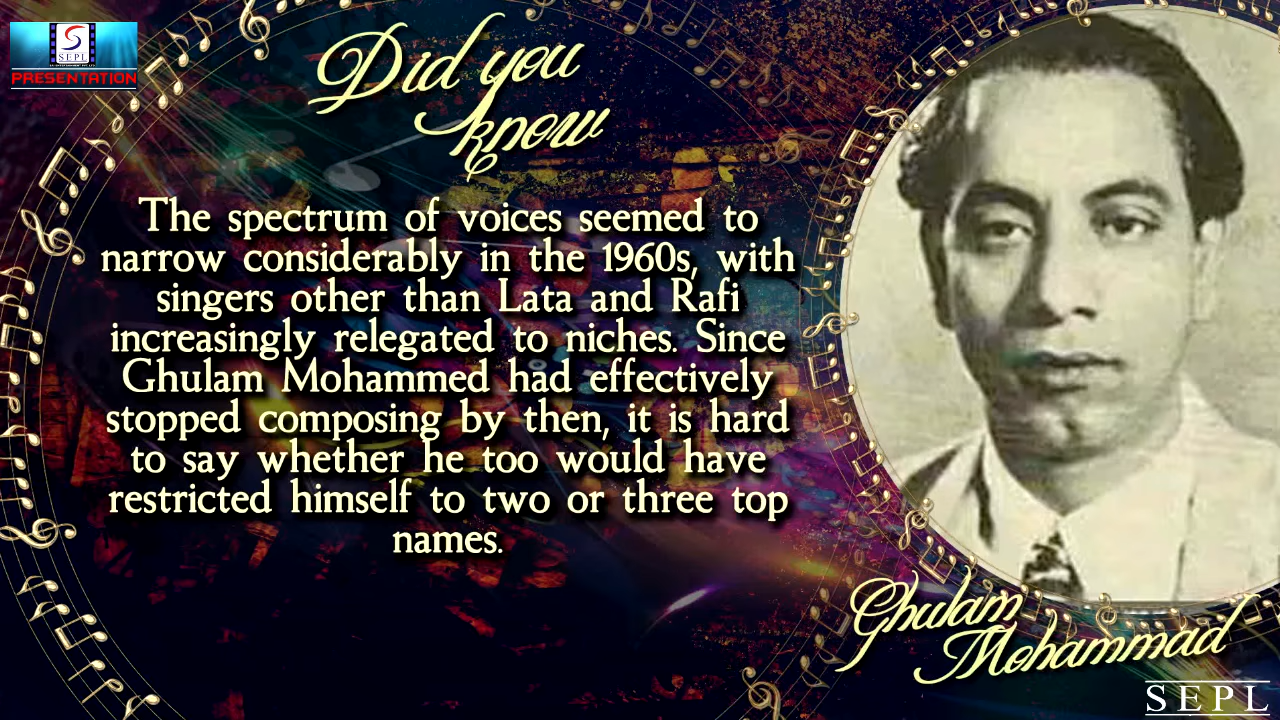 SEPL
PRESENTATION
Did you
know
The spectrum of voices seemed to
narrow considerably in the 1960s, with
singers other than Lata and Rafi
increasingly relegated to niches. Since
Ghulam Mohammed had effectively
stopped composing by then, it is hard
to say whether he too would have
restricted himself to two or three top
names.
Ghulam
Mohammad
SEPL